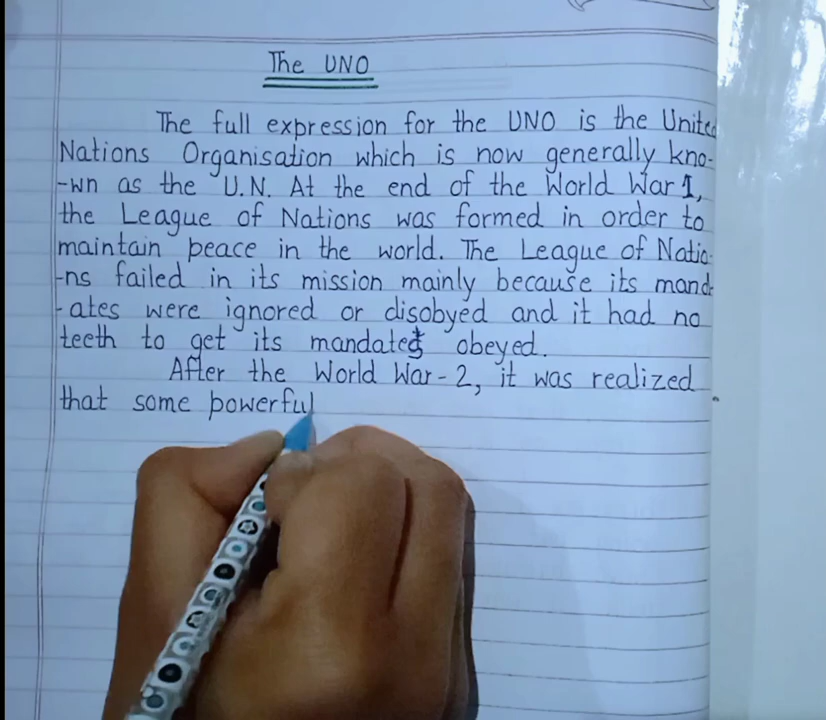 The UNO
The full expression for the UNO is the United
Nations Organisation which is now generally kno-
-wn as the U.N. At the end of the World War 1,
the League of Nations was formed in order to
maintain peace in the world. The League of Natio-
-ns failed in its mission mainly because its mand-
-ates were ignored or disobyed and it had no
teeth to get its mandates obeyed.
After the World War-2, it was realized
that some powerful